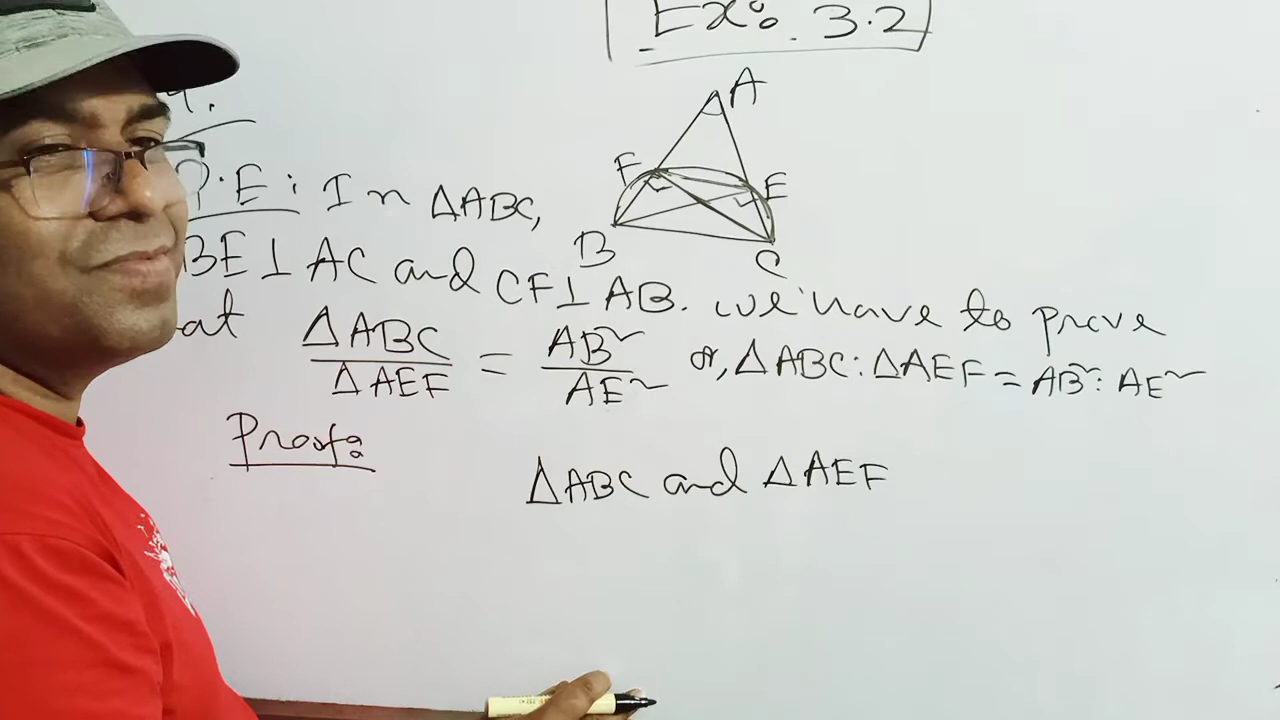 Ex: 3.2
A
F
E
B
C
P.E: In ΔABC,
BE⊥AC and CF⊥AB. we have to prove
at ΔABC/ΔAEF = AB²/AE² or, ΔABC:ΔAEF = AB²:AE²
Proof:
ΔABC and ΔAEF